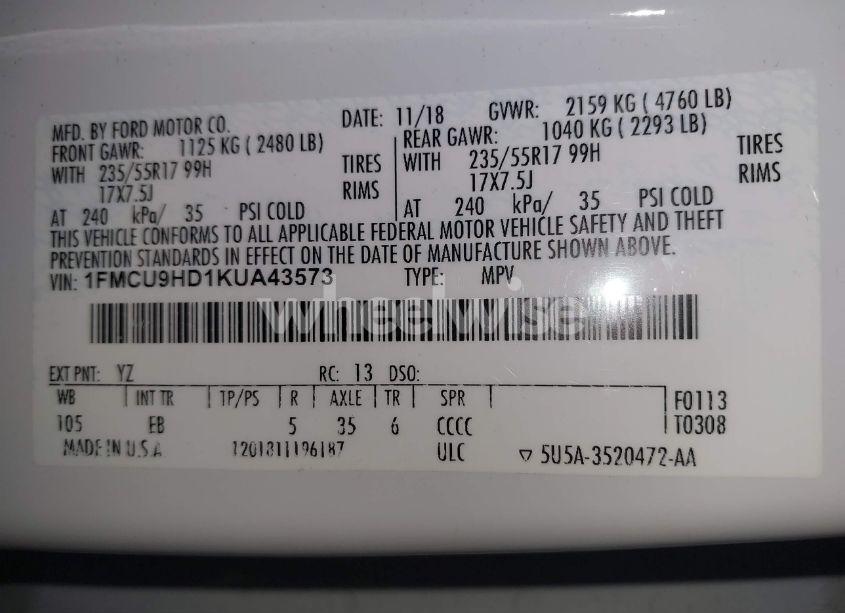 MFD. BY FORD MOTOR CO. DATE: 11/18 GVWR: 2159 KG ( 4760 LB)
FRONT GAWR: 1125 KG ( 2480 LB) REAR GAWR: 1040 KG ( 2293 LB)
WITH 235/55R17 99H TIRES WITH 235/55R17 99H TIRES
17X7.5J RIMS 17X7.5J RIMS
AT 240 kPa/ 35 PSI COLD AT 240 kPa/ 35 PSI COLD
THIS VEHICLE CONFORMS TO ALL APPLICABLE FEDERAL MOTOR VEHICLE SAFETY AND THEFT
PREVENTION STANDARDS IN EFFECT ON THE DATE OF MANUFACTURE SHOWN ABOVE.
VIN: 1FMCU9HD1KUA43573 TYPE: MPV
wheelwise
EXT PNT: YZ RC: 13 DSO:
WB INT TR TP/PS R AXLE TR SPR F0113
105 EB 5 35 6 CCCC T0308
MADE IN U.S.A 1201811196187 ULC 5U5A-3520472-AA